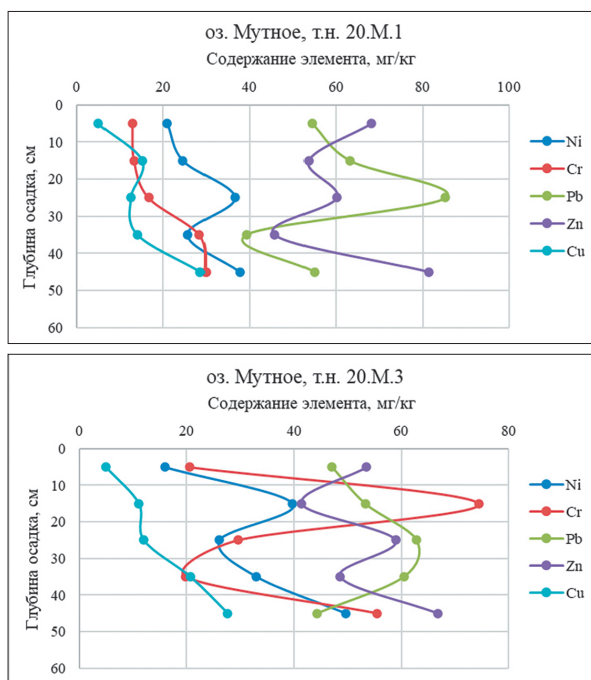 оз. Мутное, т.н. 20.М.1
Содержание элемента, мг/кг
0 20 40 60 80 100
Глубина осадка, см
0
10
20
30
40
50
60
Ni
Cr
Pb
Zn
Cu
оз. Мутное, т.н. 20.М.3
Содержание элемента, мг/кг
0 20 40 60 80
Глубина осадка, см
0
10
20
30
40
50
60
Ni
Cr
Pb
Zn
Cu